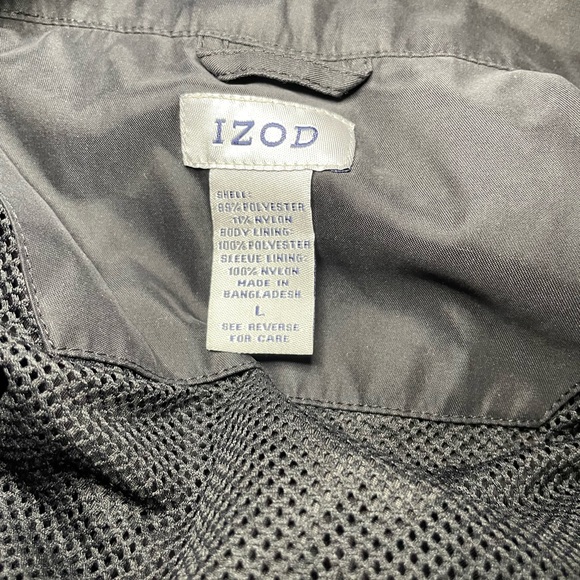 IZOD
SHELL:
89% POLYESTER
11% NYLON
BODY LINING:
100% POLYESTER
SLEEVE LINING:
100% NYLON
MADE IN
BANGLADESH
L
SEE REVERSE
FOR CARE